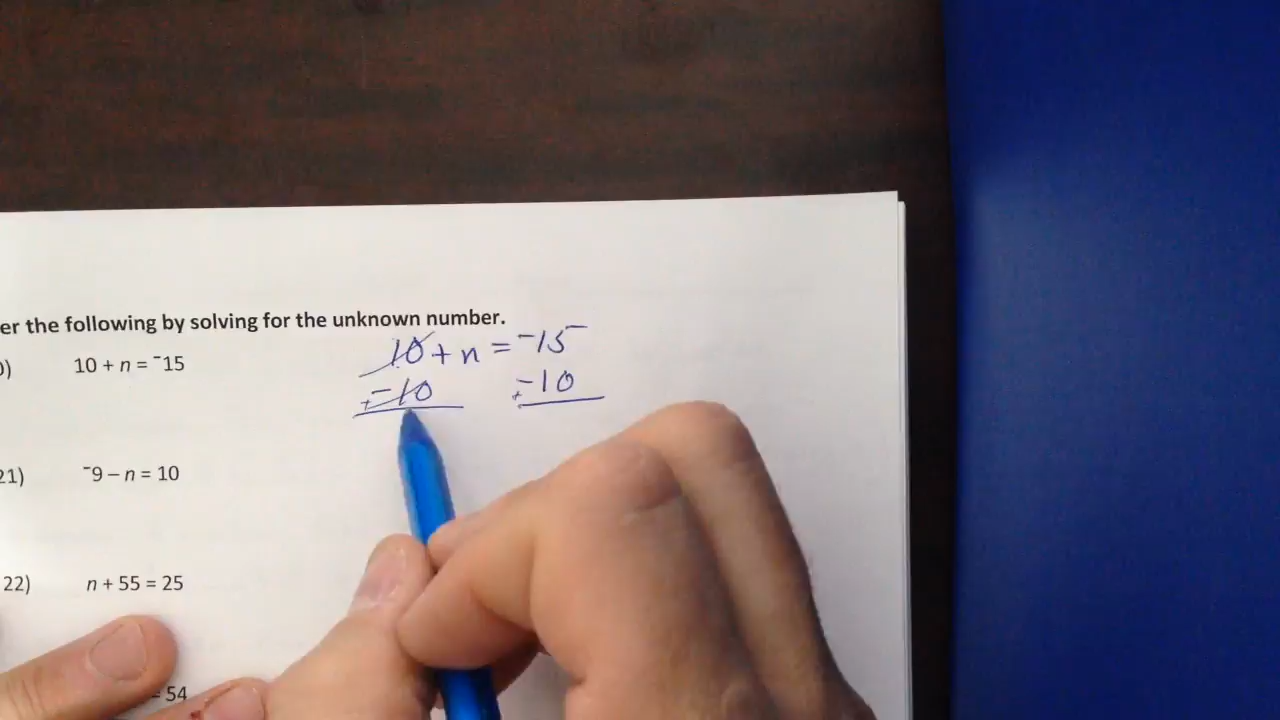 er the following by solving for the unknown number.
) 10 + n = ⁻15
10 + n = ⁻15
+ ⁻10 + ⁻10
21) ⁻9 – n = 10
22) n + 55 = 25
= 54